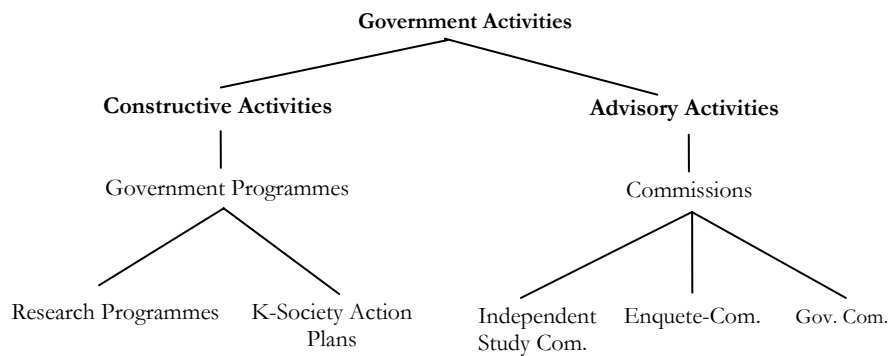 Government Activities
Constructive Activities
Advisory Activities
Government Programmes
Commissions
Research Programmes
K-Society Action
Plans
Independent
Study Com.
Enquete-Com.
Gov. Com.